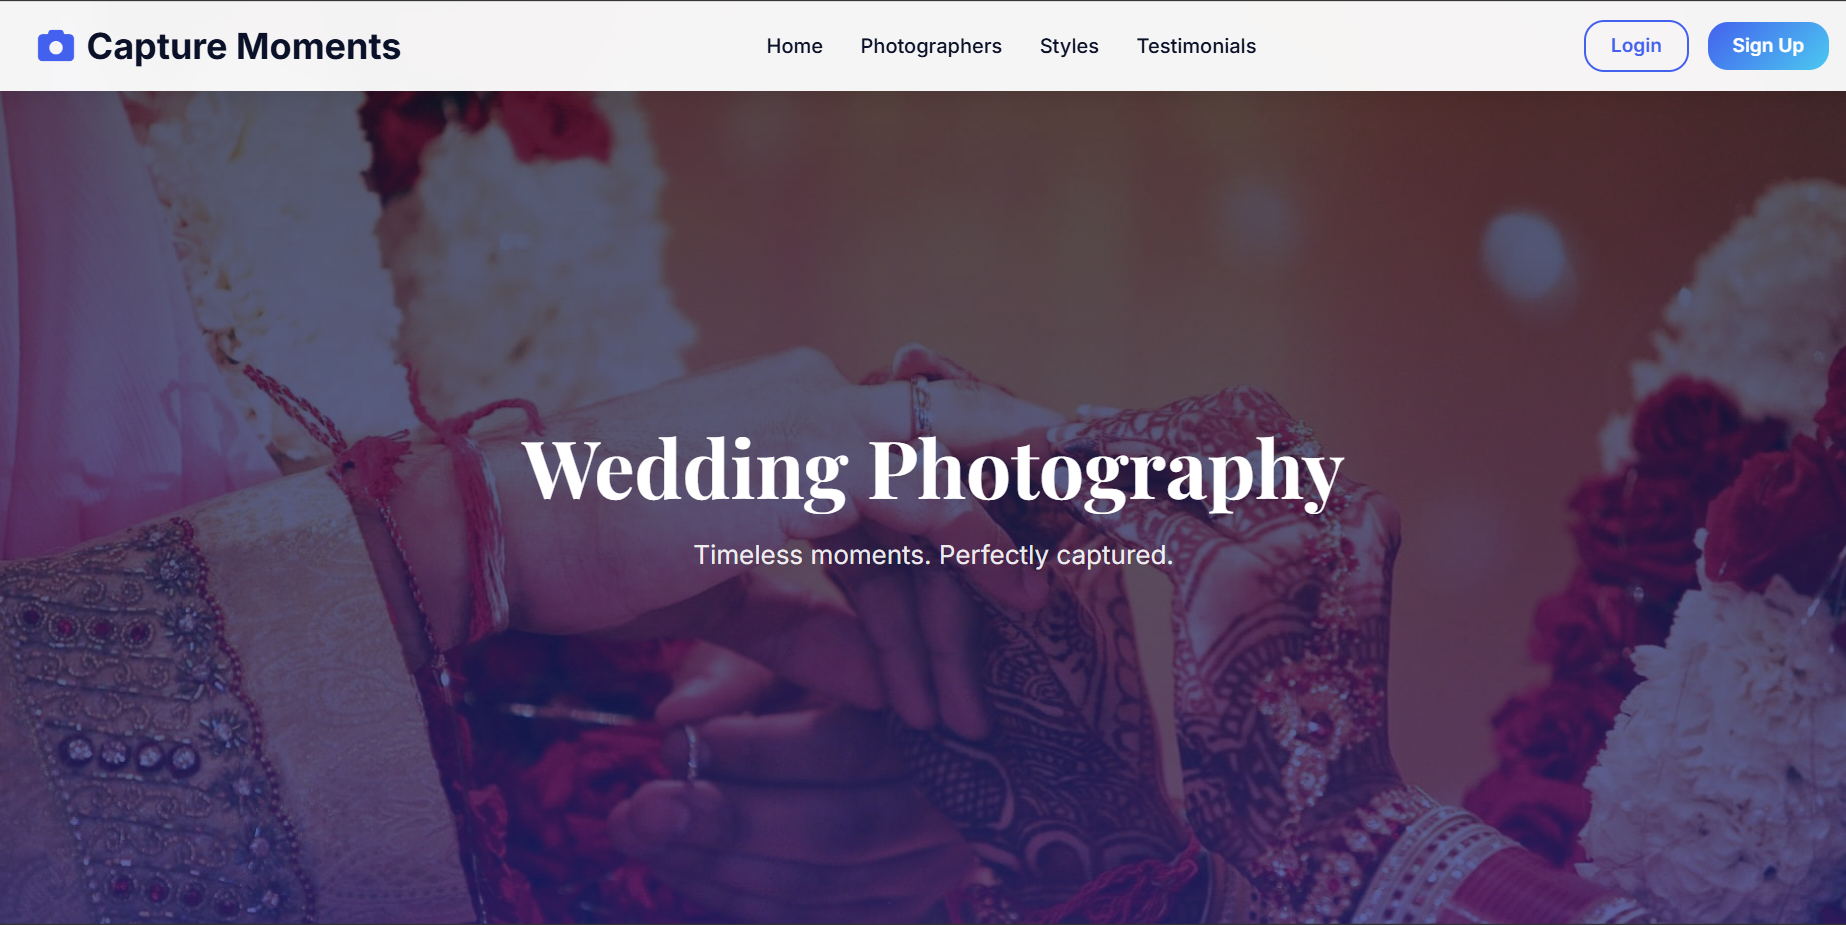 Capture Moments
Home Photographers Styles Testimonials
Login Sign Up
Wedding Photography
Timeless moments. Perfectly captured.